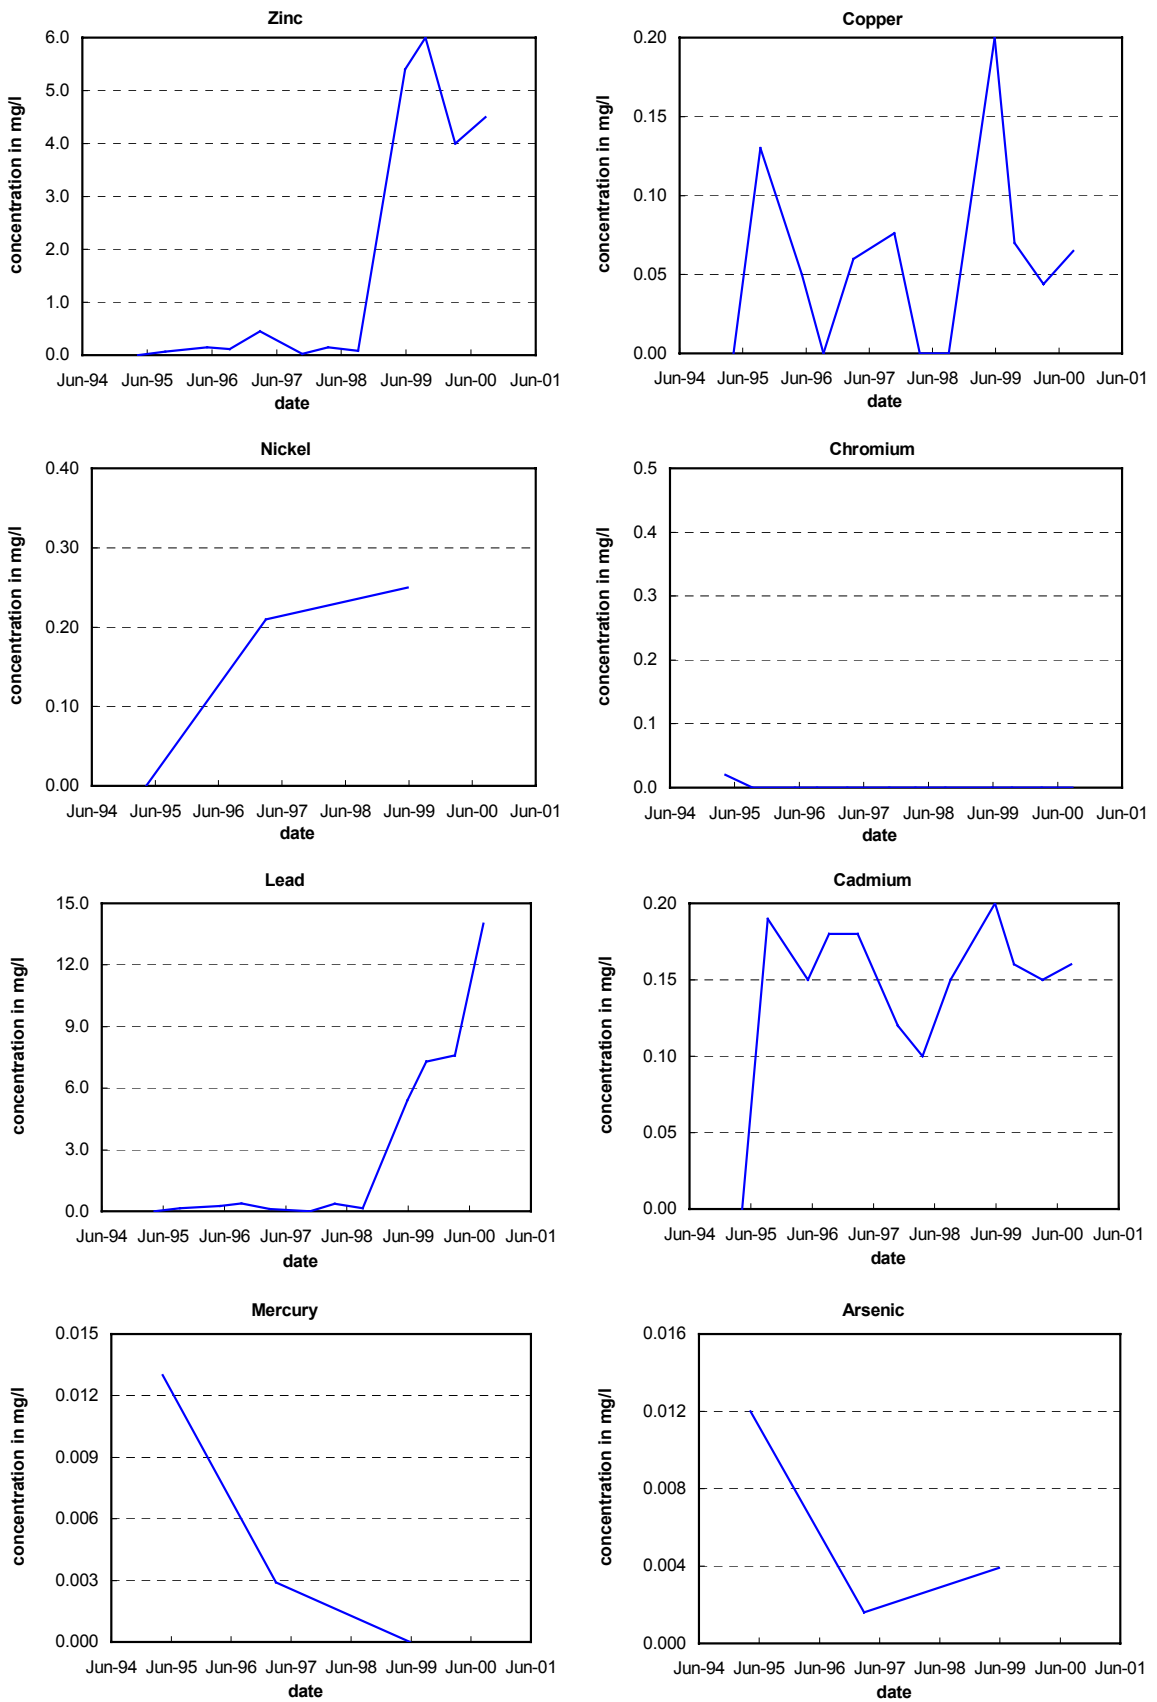 Zinc
6.0
5.0
4.0
3.0
2.0
1.0
0.0
concentration in mg/l
Jun-94 Jun-95 Jun-96 Jun-97 Jun-98 Jun-99 Jun-00 Jun-01
date
Copper
0.20
0.15
0.10
0.05
0.00
concentration in mg/l
Jun-94 Jun-95 Jun-96 Jun-97 Jun-98 Jun-99 Jun-00 Jun-01
date
Nickel
0.40
0.30
0.20
0.10
0.00
concentration in mg/l
Jun-94 Jun-95 Jun-96 Jun-97 Jun-98 Jun-99 Jun-00 Jun-01
date
Chromium
0.5
0.4
0.3
0.2
0.1
0.0
concentration in mg/l
Jun-94 Jun-95 Jun-96 Jun-97 Jun-98 Jun-99 Jun-00 Jun-01
date
Lead
15.0
12.0
9.0
6.0
3.0
0.0
concentration in mg/l
Jun-94 Jun-95 Jun-96 Jun-97 Jun-98 Jun-99 Jun-00 Jun-01
date
Cadmium
0.20
0.15
0.10
0.05
0.00
concentration in mg/l
Jun-94 Jun-95 Jun-96 Jun-97 Jun-98 Jun-99 Jun-00 Jun-01
date
Mercury
0.015
0.012
0.009
0.006
0.003
0.000
concentration in mg/l
Jun-94 Jun-95 Jun-96 Jun-97 Jun-98 Jun-99 Jun-00 Jun-01
date
Arsenic
0.016
0.012
0.008
0.004
0.000
concentration in mg/l
Jun-94 Jun-95 Jun-96 Jun-97 Jun-98 Jun-99 Jun-00 Jun-01
date